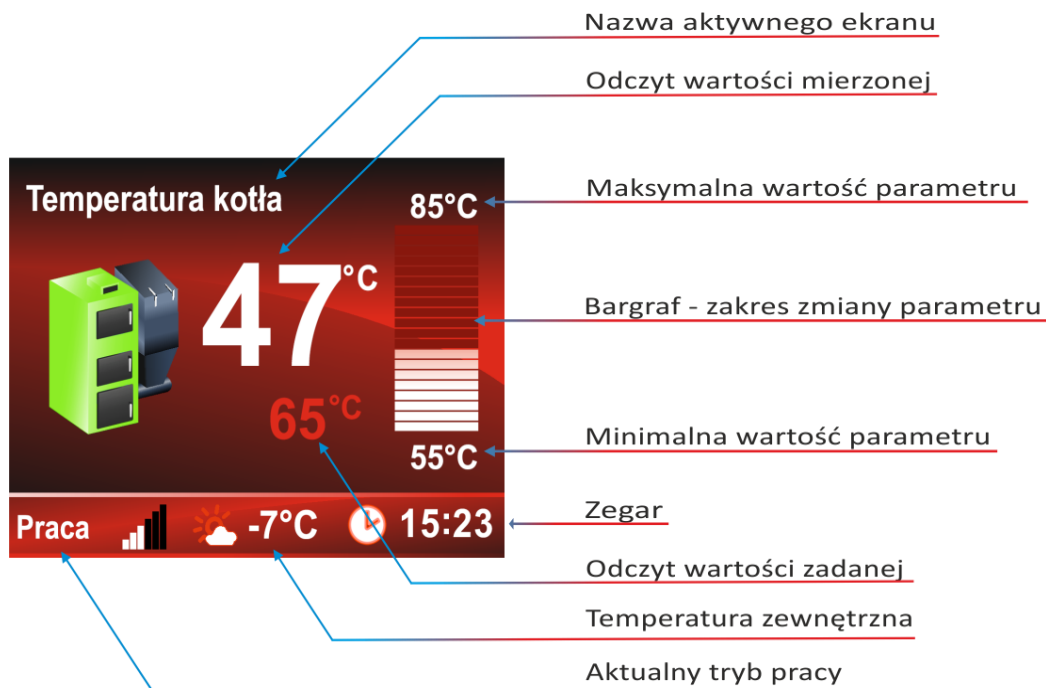 Nazwa aktywnego ekranu
Odczyt wartości mierzonej
Temperatura kotła
Maksymalna wartość parametru
85°C
47°C
Bargraf - zakres zmiany parametru
65°C
Minimalna wartość parametru
55°C
Zegar
Praca
-7°C
15:23
Odczyt wartości zadanej
Temperatura zewnętrzna
Aktualny tryb pracy